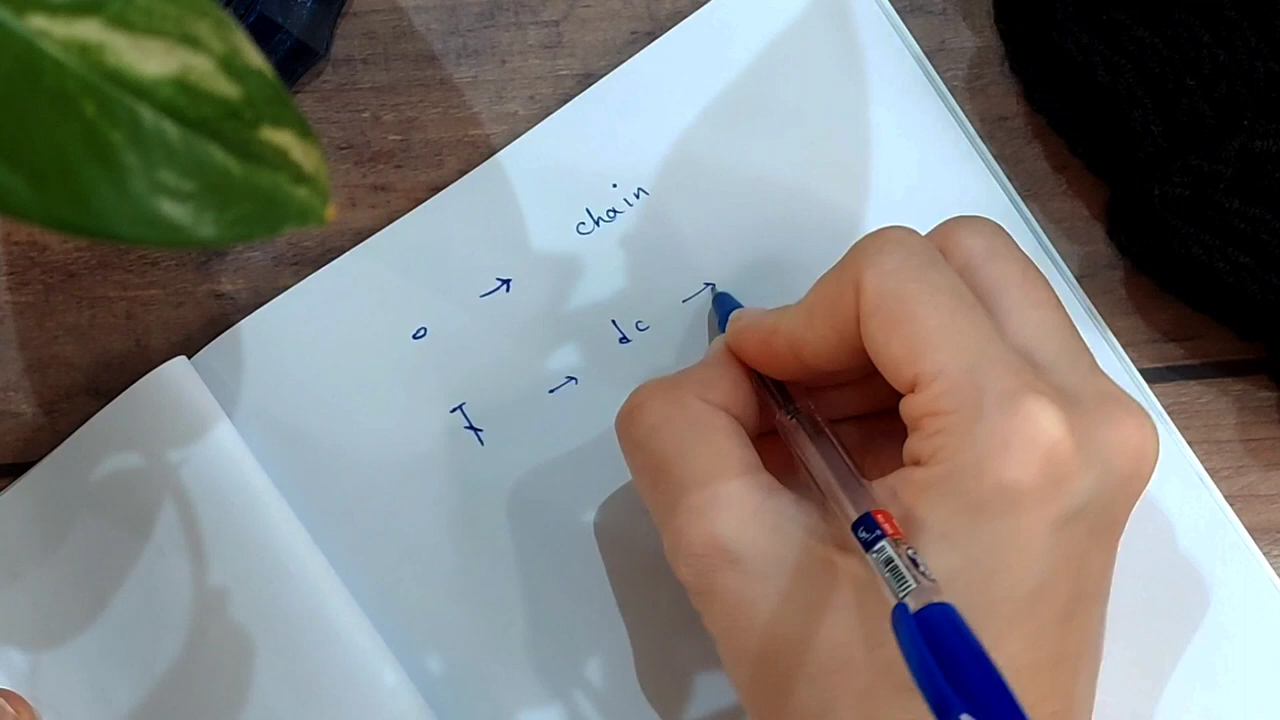 chain
o →
I → dc →